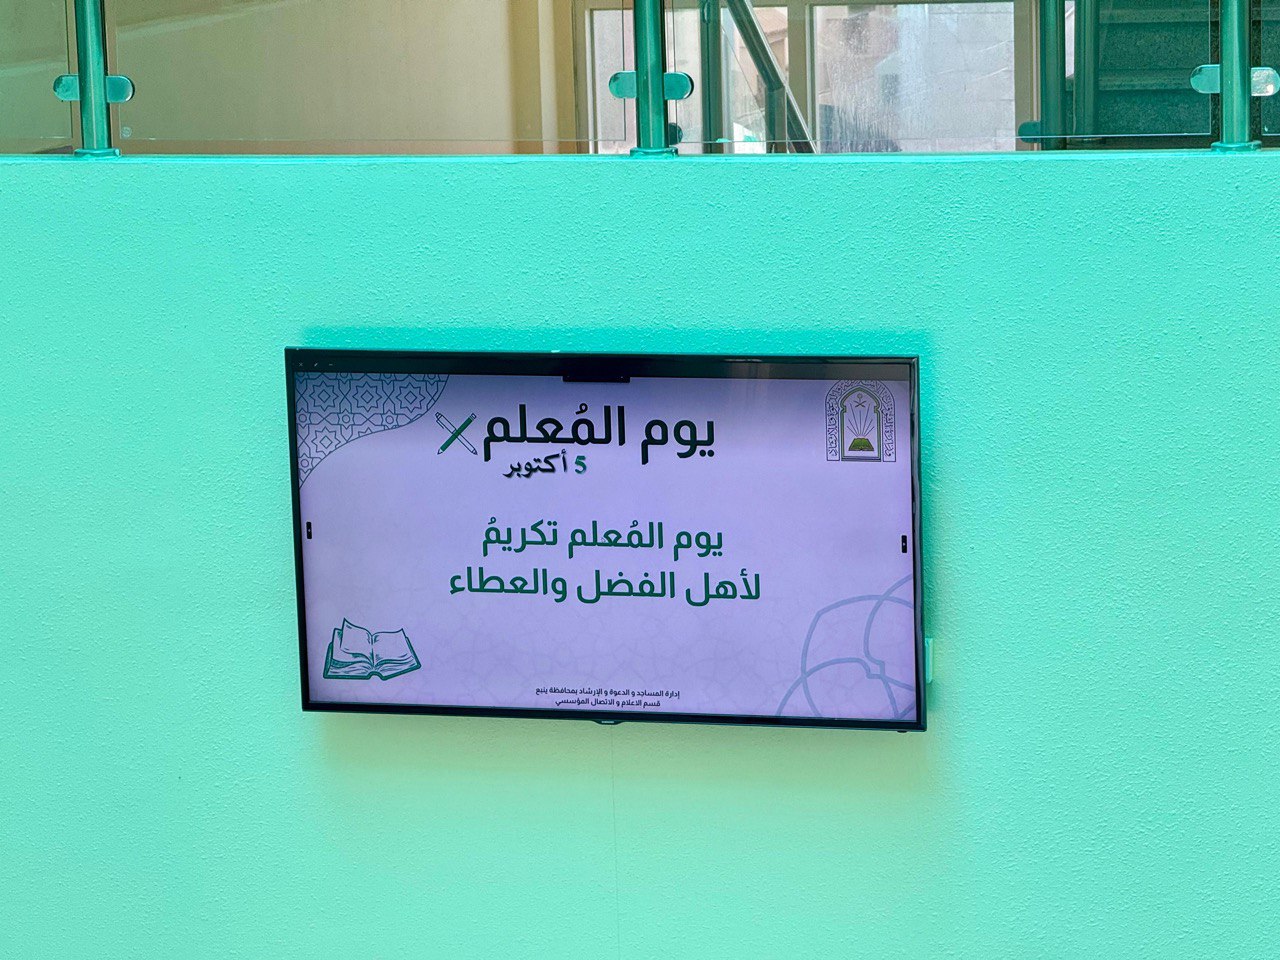 يوم المُعلم
5 أكتوبر
يوم المُعلم تكريمُ
لأهل الفضل والعطاء
إدارة المساجد و الدعوة و الإرشاد بمحافظة ينبع
قسم الاعلام و الاتصال المؤسسي